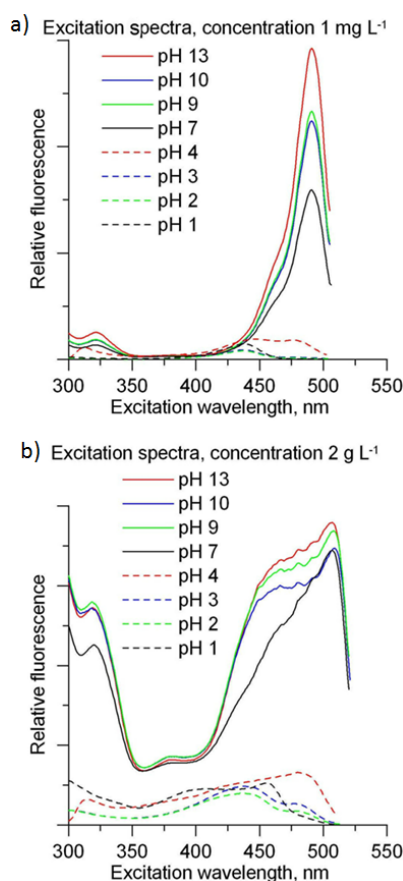 a) Excitation spectra, concentration 1 mg L⁻¹
pH 13
pH 10
pH 9
pH 7
pH 4
pH 3
pH 2
pH 1
Relative fluorescence
300 350 400 450 500 550
Excitation wavelength, nm
b) Excitation spectra, concentration 2 g L⁻¹
pH 13
pH 10
pH 9
pH 7
pH 4
pH 3
pH 2
pH 1
Relative fluorescence
300 350 400 450 500 550
Excitation wavelength, nm